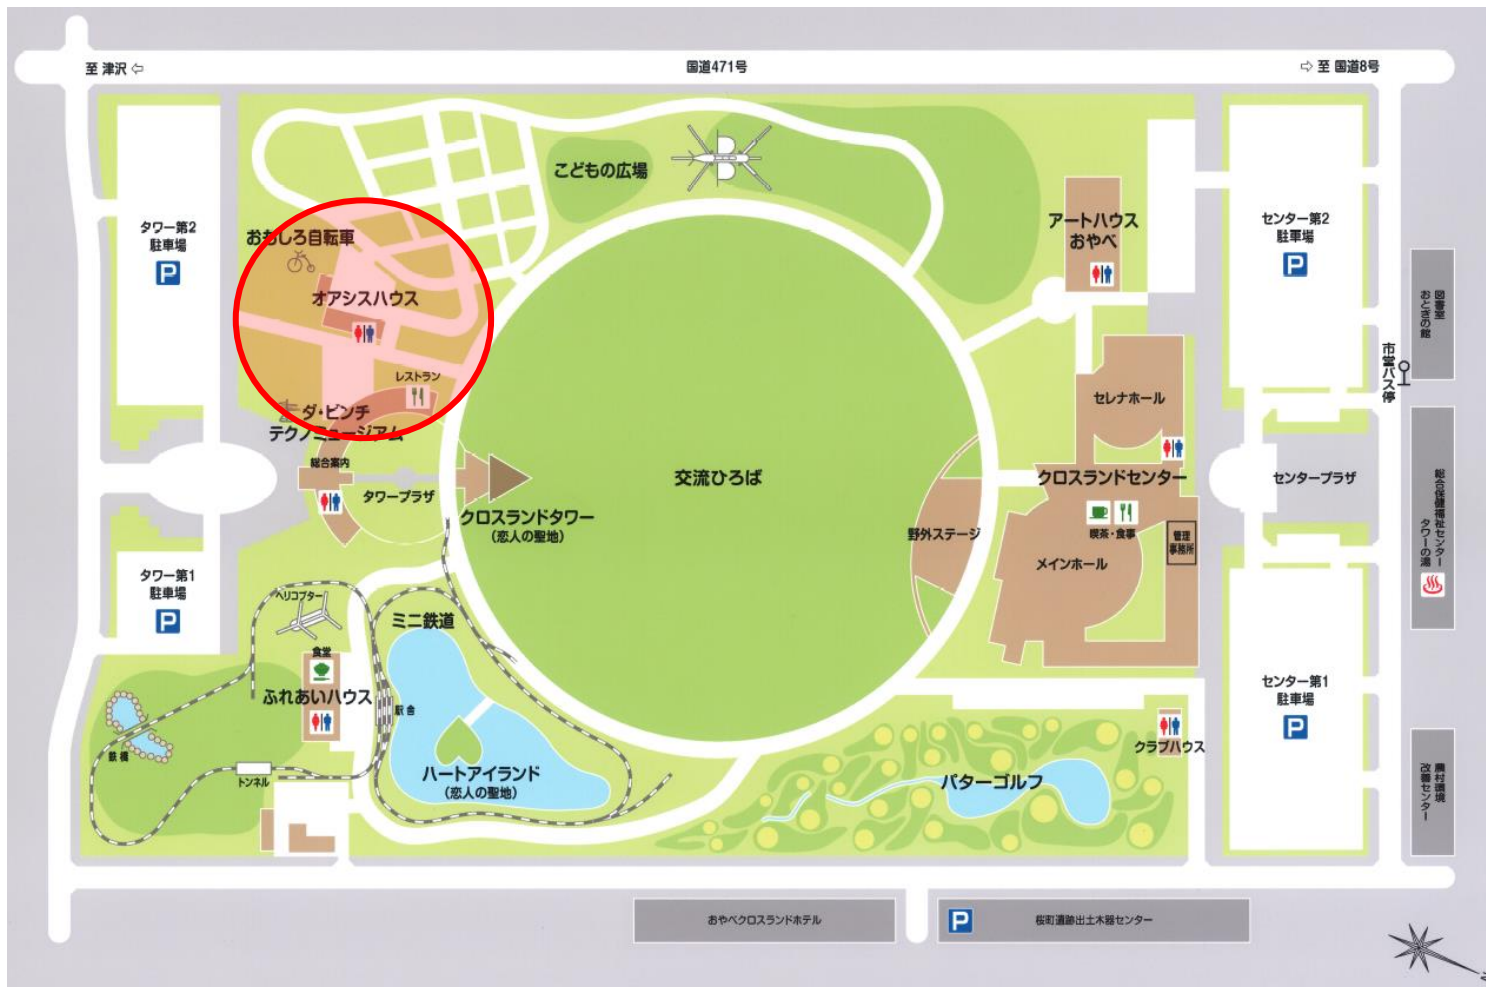 至 津沢 ⇦
国道471号
⇨ 至 国道8号
こどもの広場
タワー第2
駐車場
P
おもしろ自転車
オアシスハウス
レストラン
ダ・ビンチ
テクノミュージアム
総合案内
タワープラザ
クロスランドタワー
(恋人の聖地)
交流ひろば
野外ステージ
アートハウス
おやべ
センター第2
駐車場
P
図書室
おとぎの館
市営バス停
セレナホール
クロスランドセンター
喫茶・食事
管理
事務所
メインホール
センタープラザ
総合保健福祉センター
タワーの湯
タワー第1
駐車場
P
ヘリコプター
ミニ鉄道
食堂
ふれあいハウス
駅舎
鉄橋
トンネル
ハートアイランド
(恋人の聖地)
パターゴルフ
クラブハウス
センター第1
駐車場
P
農村環境
改善センター
おやべクロスランドホテル
P
桜町遺跡出土木器センター
N